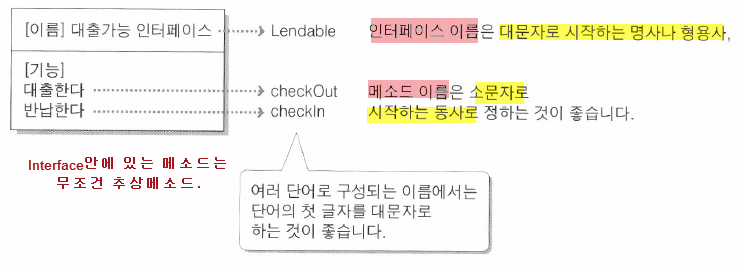 [이름] 대출가능 인터페이스 Lendable 인터페이스 이름은 대문자로 시작하는 명사나 형용사,
[기능]
대출한다 checkOut 메소드 이름은 소문자로
반납한다 checkIn 시작하는 동사로 정하는 것이 좋습니다.
Interface안에 있는 메소드는
무조건 추상메소드.
여러 단어로 구성되는 이름에서는
단어의 첫 글자를 대문자로
하는 것이 좋습니다.